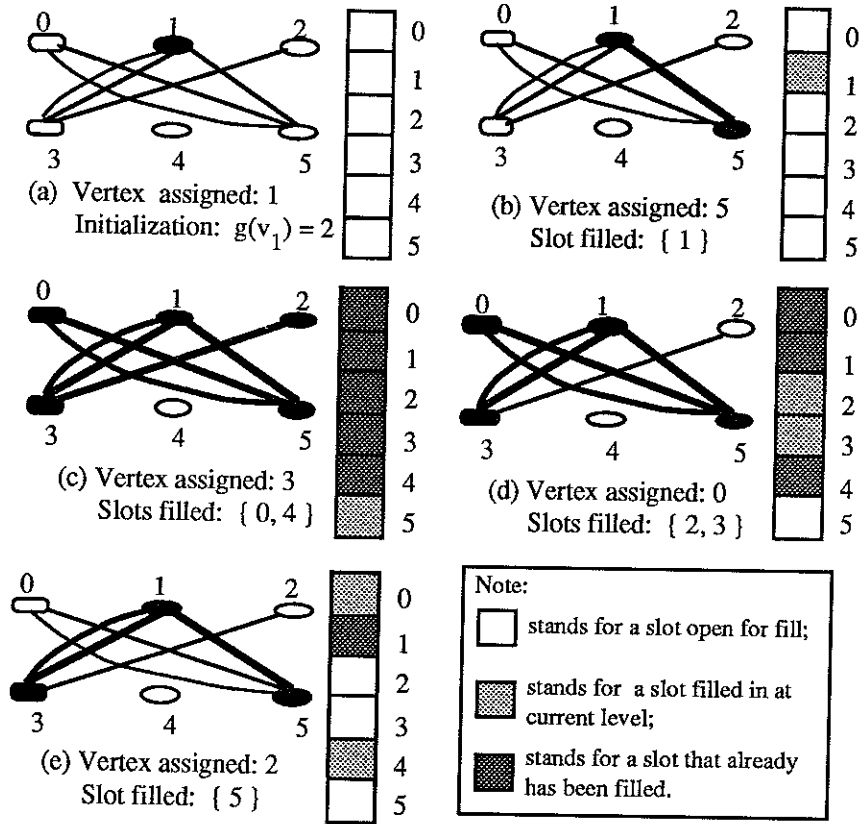 0 1 2 0
1
2
3 4 5 3
4
5
(a) Vertex assigned: 1
Initialization: g(v_1) = 2
0 1 2 0
1
2
3 4 5 3
4
5
(b) Vertex assigned: 5
Slot filled: { 1 }
0 1 2 0
1
2
3 4 5 3
4
5
(c) Vertex assigned: 3
Slots filled: { 0, 4 }
0 1 2 0
1
2
3 4 5 3
4
5
(d) Vertex assigned: 0
Slots filled: { 2, 3 }
0 1 2 0
1
2
3 4 5 3
4
5
(e) Vertex assigned: 2
Slot filled: { 5 }
Note:
stands for a slot open for fill;
stands for a slot filled in at
current level;
stands for a slot that already
has been filled.